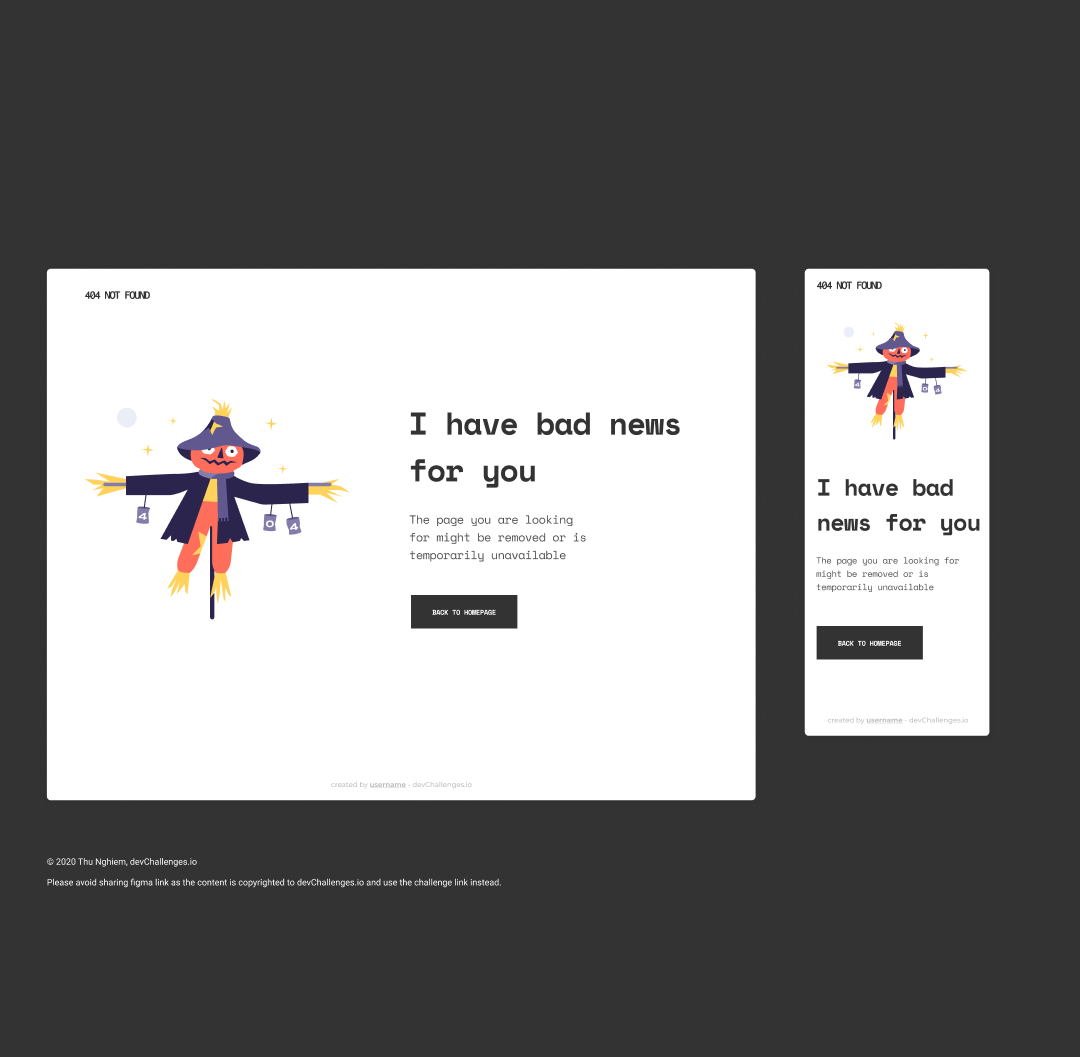 404 NOT FOUND
I have bad news
for you
The page you are looking
for might be removed or is
temporarily unavailable
BACK TO HOMEPAGE
4
0
4
created by username - devChallenges.io
404 NOT FOUND
4
0
4
I have bad
news for you
The page you are looking for
might be removed or is
temporarily unavailable
BACK TO HOMEPAGE
created by username - devChallenges.io
© 2020 Thu Nghiem, devChallenges.io
Please avoid sharing figma link as the content is copyrighted to devChallenges.io and use the challenge link instead.